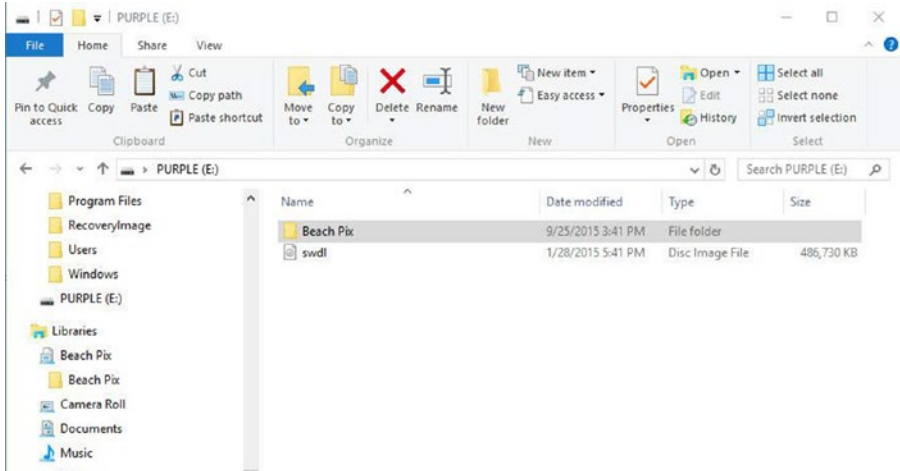 PURPLE (E:)
File Home Share View
Pin to Quick access
Copy
Paste
Cut
Copy path
Paste shortcut
Clipboard
Move to
Copy to
Delete
Rename
Organize
New folder
New item
Easy access
New
Properties
Open
Edit
History
Open
Select all
Select none
Invert selection
Select
PURPLE (E:)
Search PURPLE (E:)
Program Files
RecoveryImage
Users
Windows
PURPLE (E:)
Libraries
Beach Pix
Beach Pix
Camera Roll
Documents
Music
Name Date modified Type Size
Beach Pix 9/25/2015 3:41 PM File folder
swdl 1/28/2015 5:41 PM Disc Image File 486,730 KB